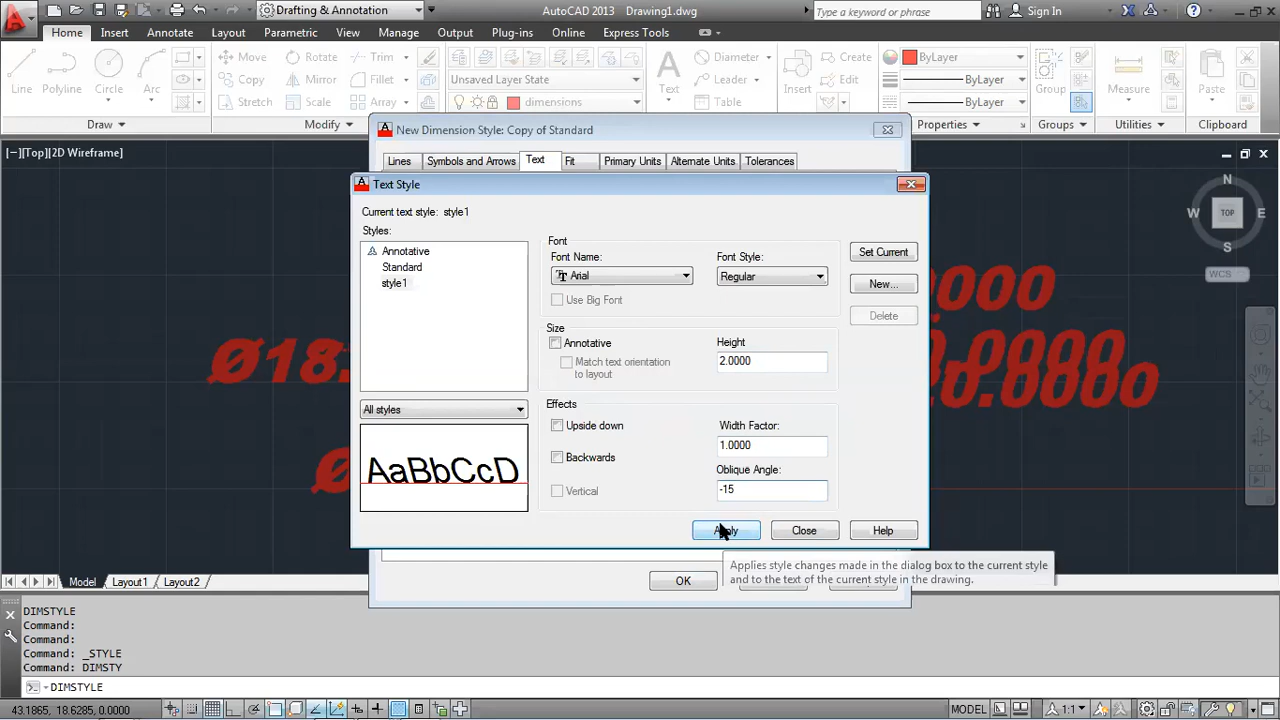 Drafting & Annotation
AutoCAD 2013 Drawing1.dwg
Type a keyword or phrase
Sign In
Home Insert Annotate Layout Parametric View Manage Output Plug-ins Online Express Tools
Line Polyline Circle Arc
Move Rotate Trim
Copy Mirror Fillet
Stretch Scale Array
Unsaved Layer State
dimensions
Text
Diameter
Leader
Table
Insert
Create
Edit
ByLayer
ByLayer
ByLayer
Group
Measure
Paste
Draw Modify Properties Groups Utilities Clipboard
[−][Top][2D Wireframe]
New Dimension Style: Copy of Standard
Lines Symbols and Arrows Text Fit Primary Units Alternate Units Tolerances
Text Style
Current text style: style1
Styles:
Annotative
Standard
style1
All styles
AaBbCcD
Font
Font Name:
Arial
Font Style:
Regular
Use Big Font
Size
Annotative
Match text orientation
to layout
Height
2.0000
Effects
Upside down
Backwards
Vertical
Width Factor:
1.0000
Oblique Angle:
-15
Set Current
New...
Delete
Apply Close Help
Applies style changes made in the dialog box to the current style
and to the text of the current style in the drawing.
OK
N
W TOP E
S
WCS
Ø18.
Model Layout1 Layout2
DIMSTYLE
Command:
Command:
Command: _STYLE
Command: DIMSTY
DIMSTYLE
43.1865, 18.6285, 0.0000
MODEL
1:1